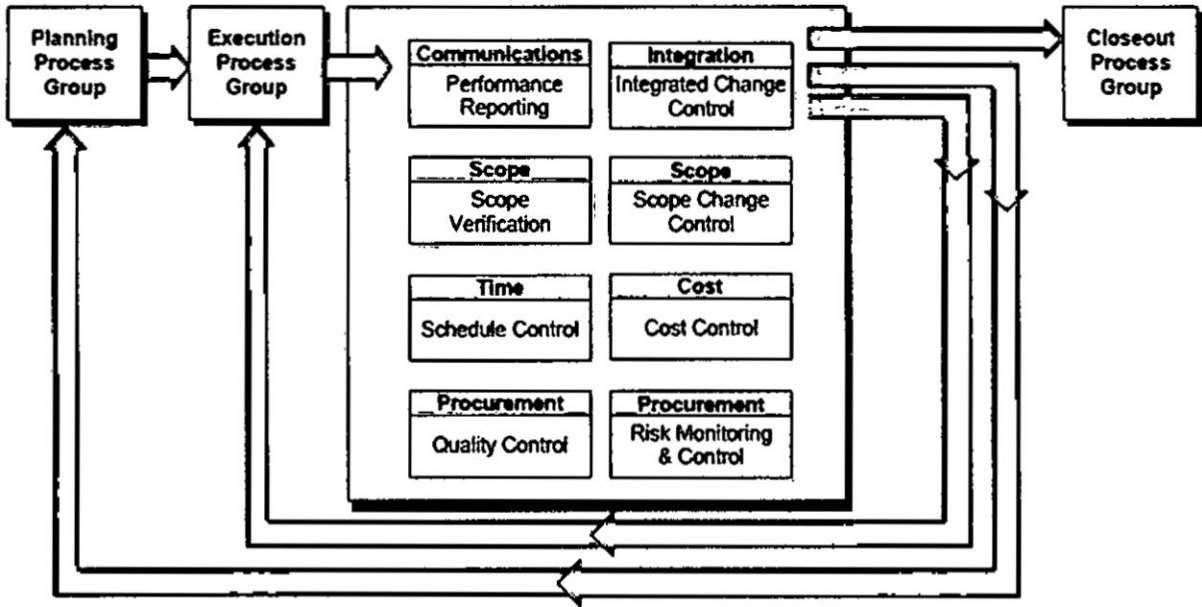 Planning
Process
Group
Execution
Process
Group
Communications
Performance
Reporting
Integration
Integrated Change
Control
Scope
Scope
Verification
Scope
Scope Change
Control
Time
Schedule Control
Cost
Cost Control
Procurement
Quality Control
Procurement
Risk Monitoring
& Control
Closeout
Process
Group